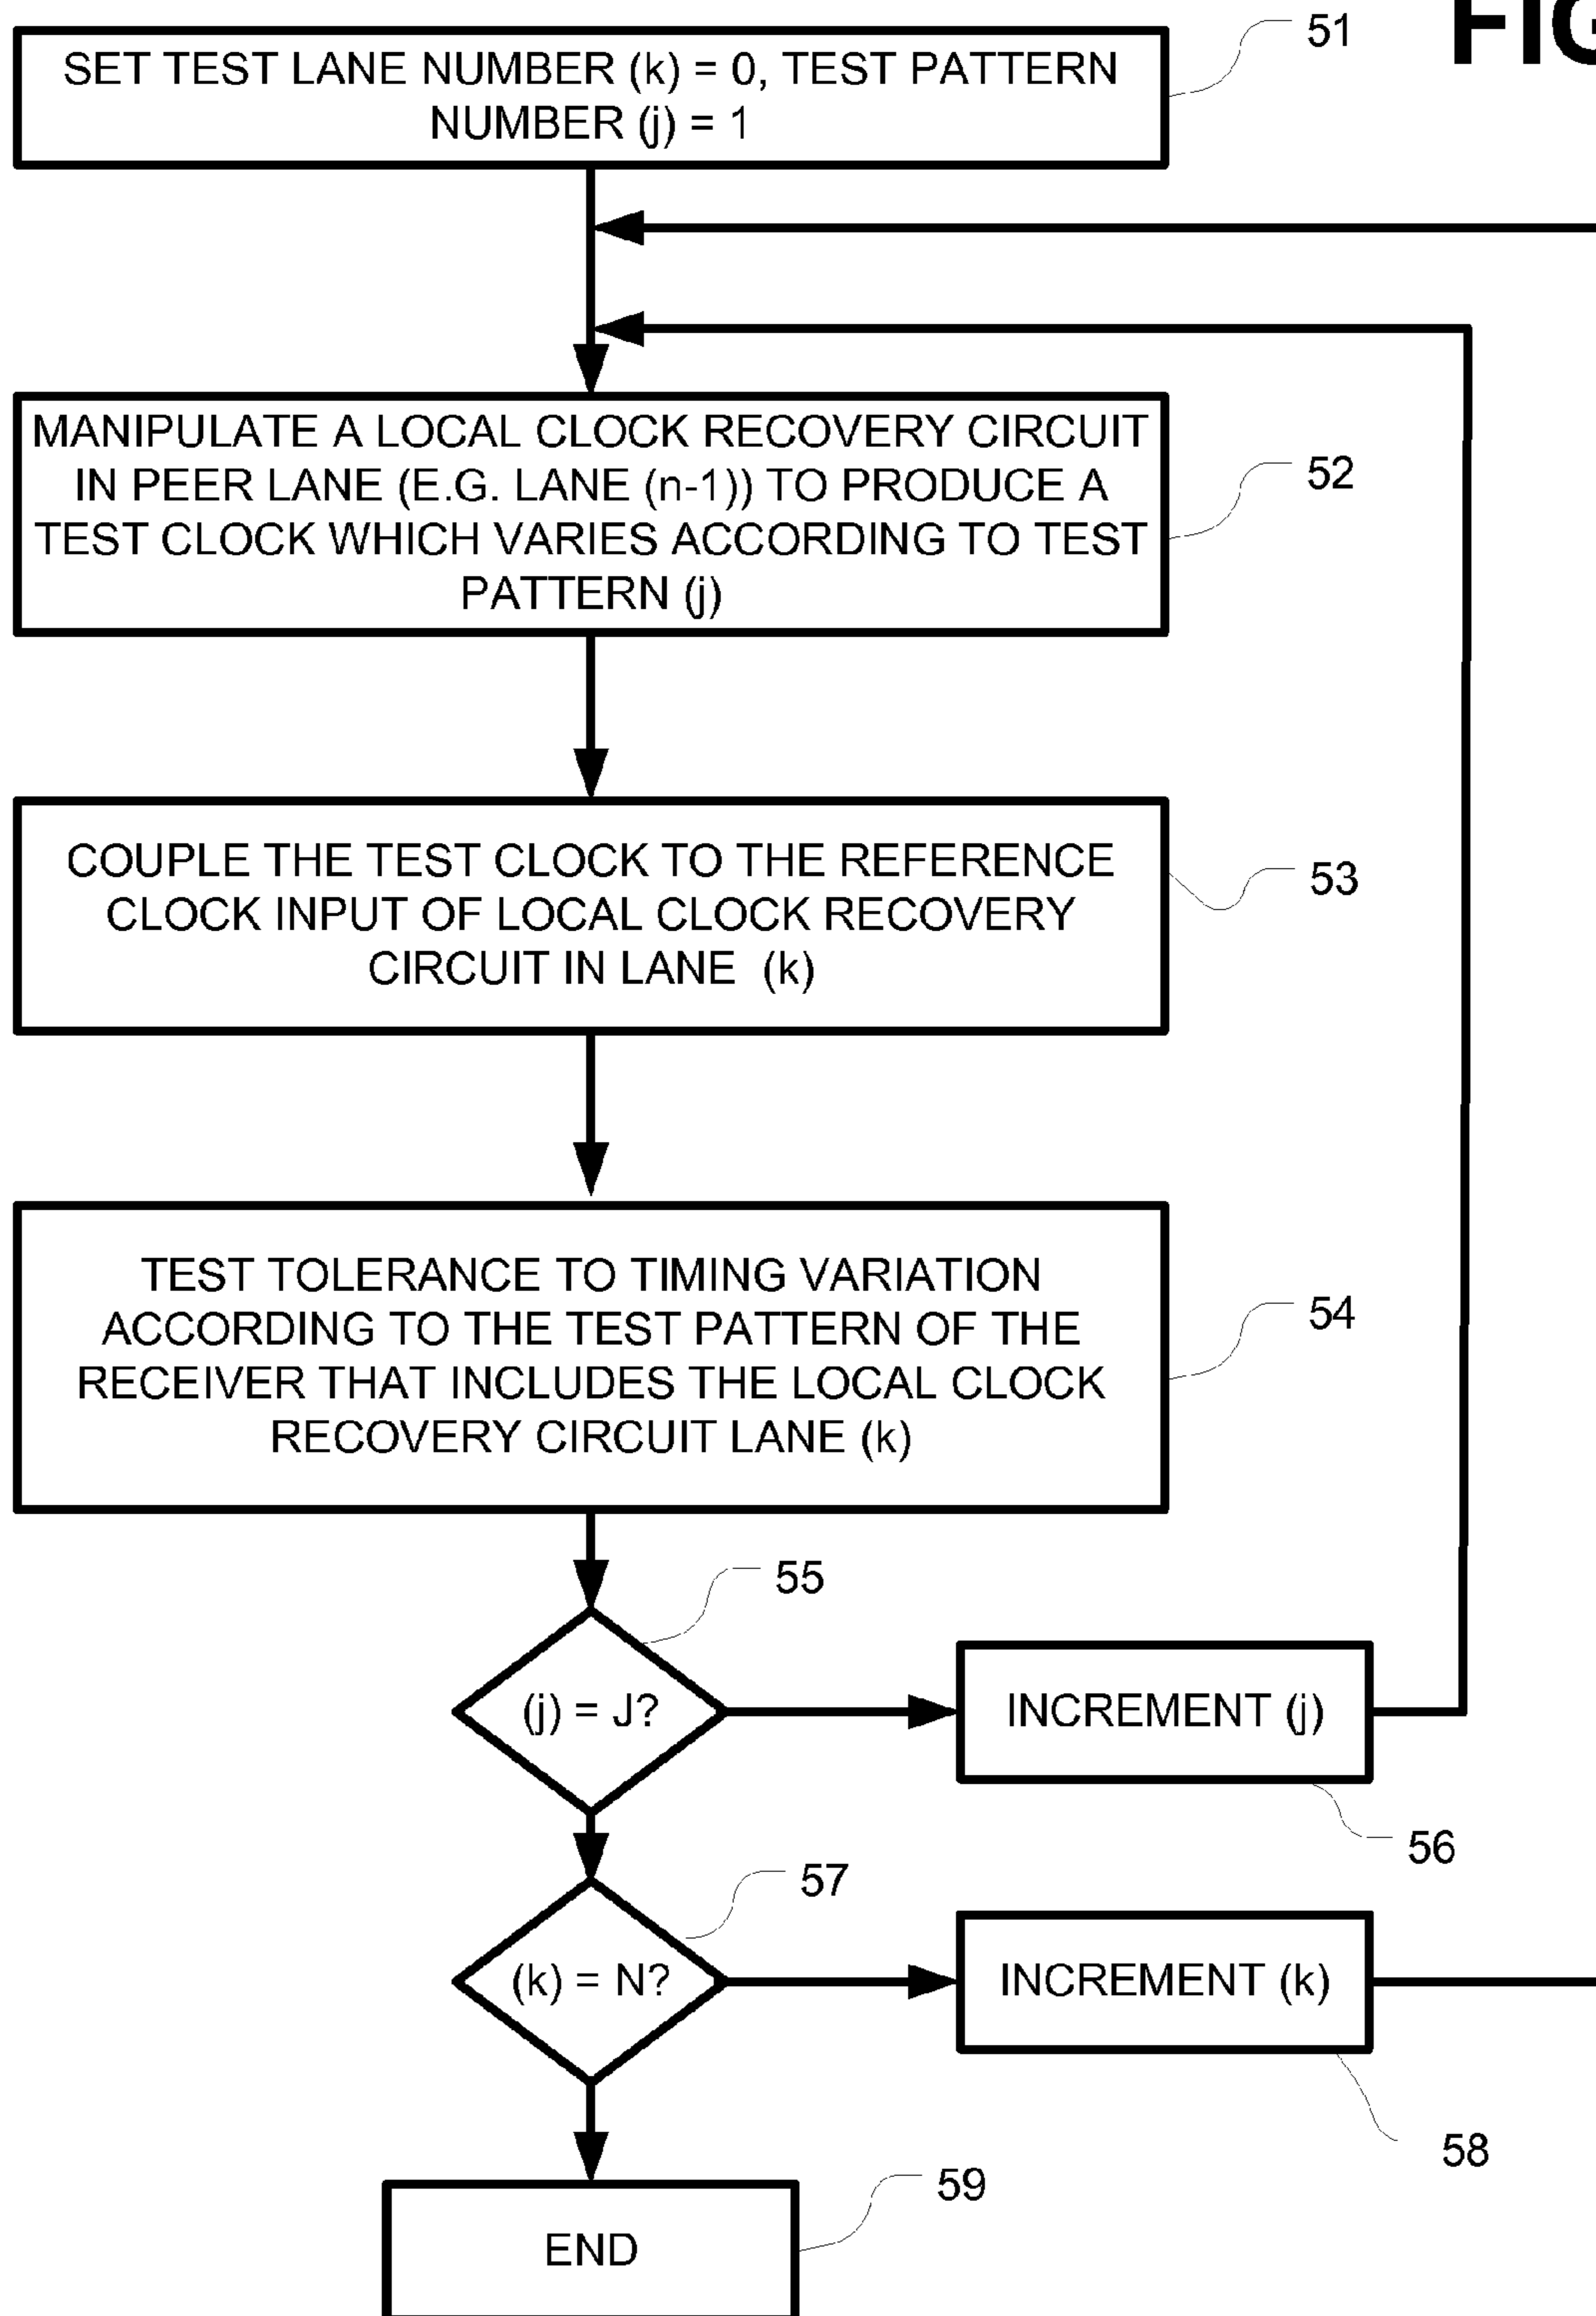 FIG
51
SET TEST LANE NUMBER (k) = 0, TEST PATTERN
NUMBER (j) = 1
52
MANIPULATE A LOCAL CLOCK RECOVERY CIRCUIT
IN PEER LANE (E.G. LANE (n-1)) TO PRODUCE A
TEST CLOCK WHICH VARIES ACCORDING TO TEST
PATTERN (j)
53
COUPLE THE TEST CLOCK TO THE REFERENCE
CLOCK INPUT OF LOCAL CLOCK RECOVERY
CIRCUIT IN LANE (k)
54
TEST TOLERANCE TO TIMING VARIATION
ACCORDING TO THE TEST PATTERN OF THE
RECEIVER THAT INCLUDES THE LOCAL CLOCK
RECOVERY CIRCUIT LANE (k)
55
(j) = J?
INCREMENT (j)
56
57
(k) = N?
INCREMENT (k)
58
59
END